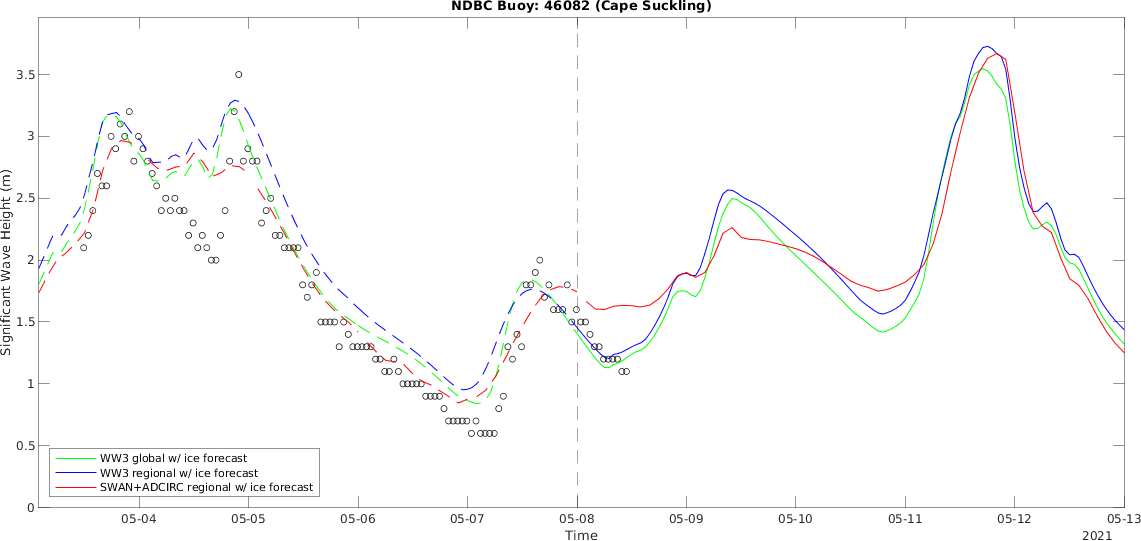 NDBC Buoy: 46082 (Cape Suckling)
Significant Wave Height (m)
3.5
3
2.5
2
1.5
1
0.5
0
WW3 global w/ ice forecast
WW3 regional w/ ice forecast
SWAN+ADCIRC regional w/ ice forecast
05-04 05-05 05-06 05-07 05-08 05-09 05-10 05-11 05-12 05-13
Time
2021